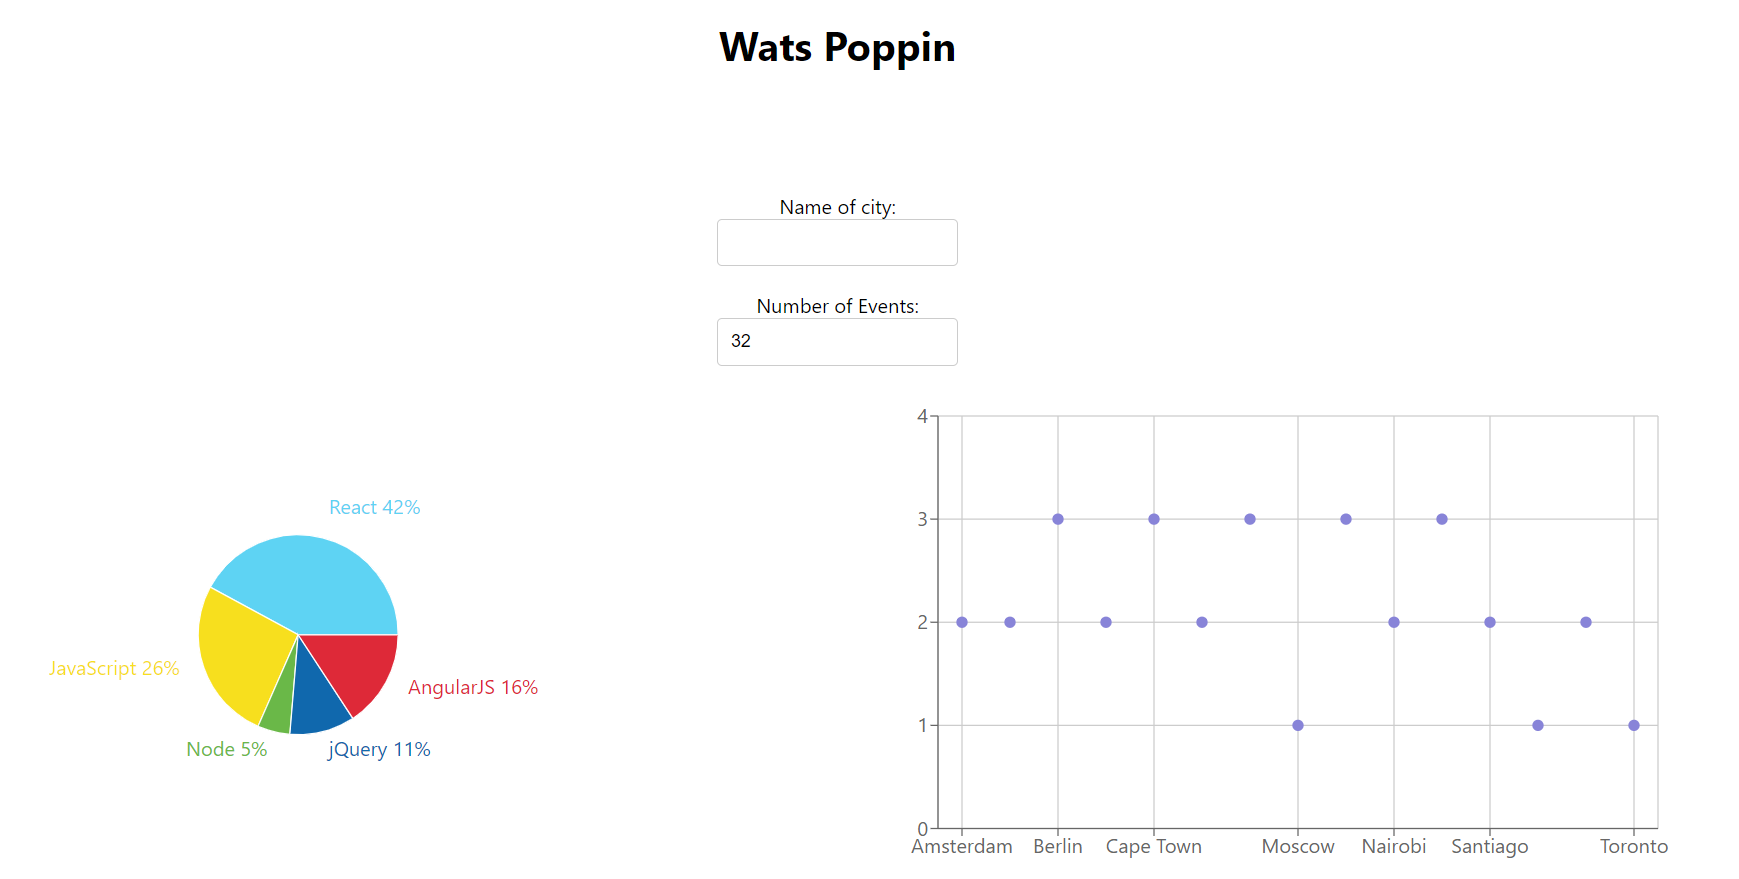 Wats Poppin
Name of city:
Number of Events:
32
React 42%
JavaScript 26%
AngularJS 16%
Node 5%
jQuery 11%
4
3
2
1
0
Amsterdam Berlin Cape Town Moscow Nairobi Santiago Toronto